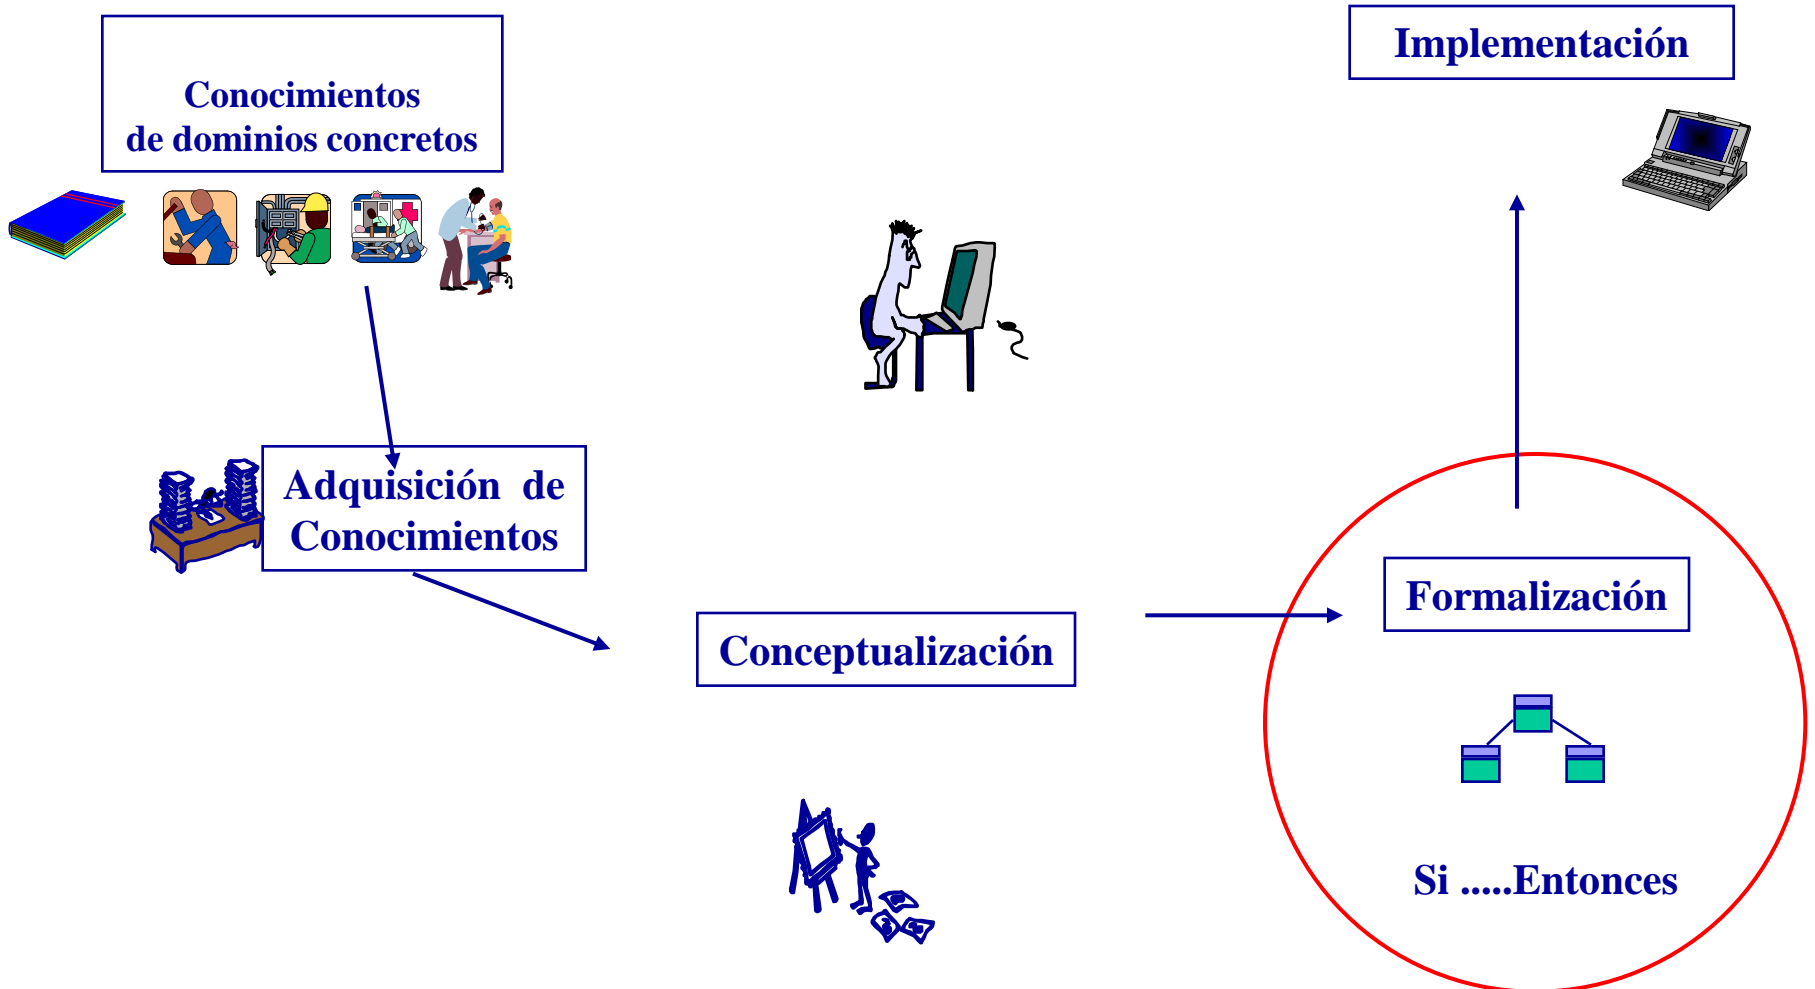 Conocimientos
de dominios concretos
Implementación
Adquisición de
Conocimientos
Conceptualización
Formalización
Si .....Entonces